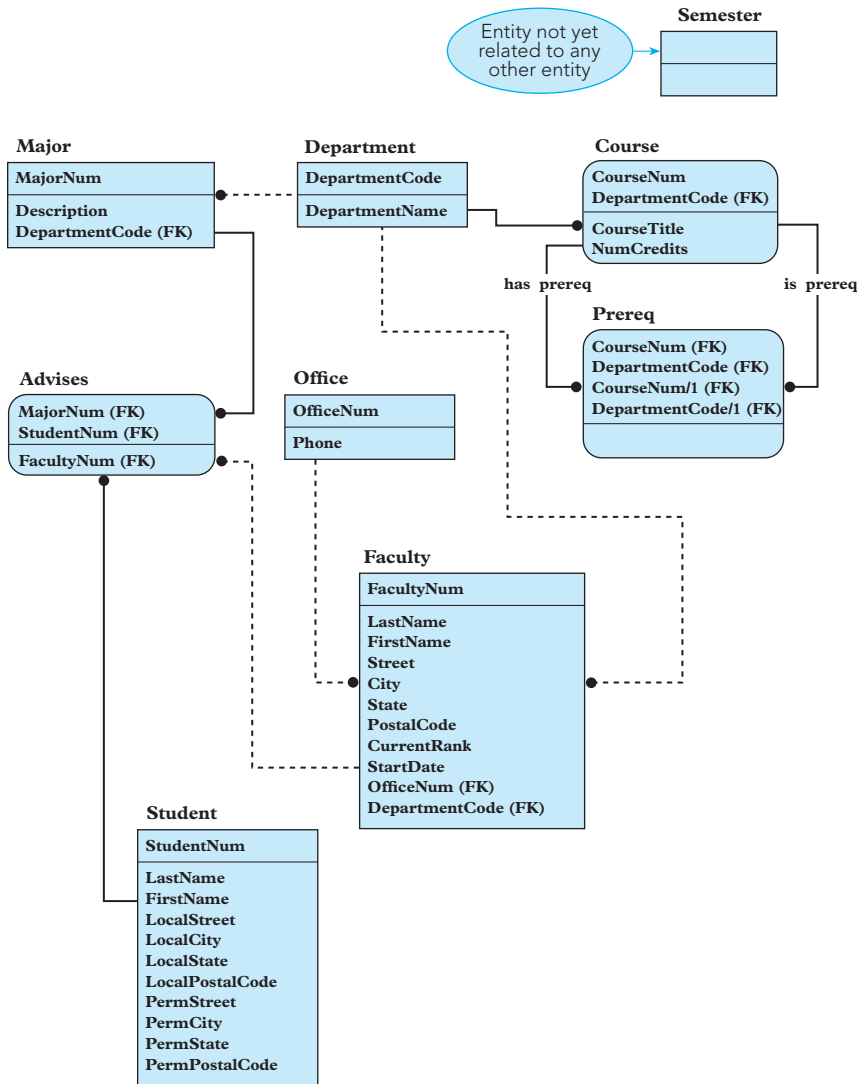 Entity not yet
related to any
other entity
Semester
Major
MajorNum
Description
DepartmentCode (FK)
Department
DepartmentCode
DepartmentName
Course
CourseNum
DepartmentCode (FK)
CourseTitle
NumCredits
has prereq
is prereq
Prereq
CourseNum (FK)
DepartmentCode (FK)
CourseNum/1 (FK)
DepartmentCode/1 (FK)
Advises
MajorNum (FK)
StudentNum (FK)
FacultyNum (FK)
Office
OfficeNum
Phone
Faculty
FacultyNum
LastName
FirstName
Street
City
State
PostalCode
CurrentRank
StartDate
OfficeNum (FK)
DepartmentCode (FK)
Student
StudentNum
LastName
FirstName
LocalStreet
LocalCity
LocalState
LocalPostalCode
PermStreet
PermCity
PermState
PermPostalCode